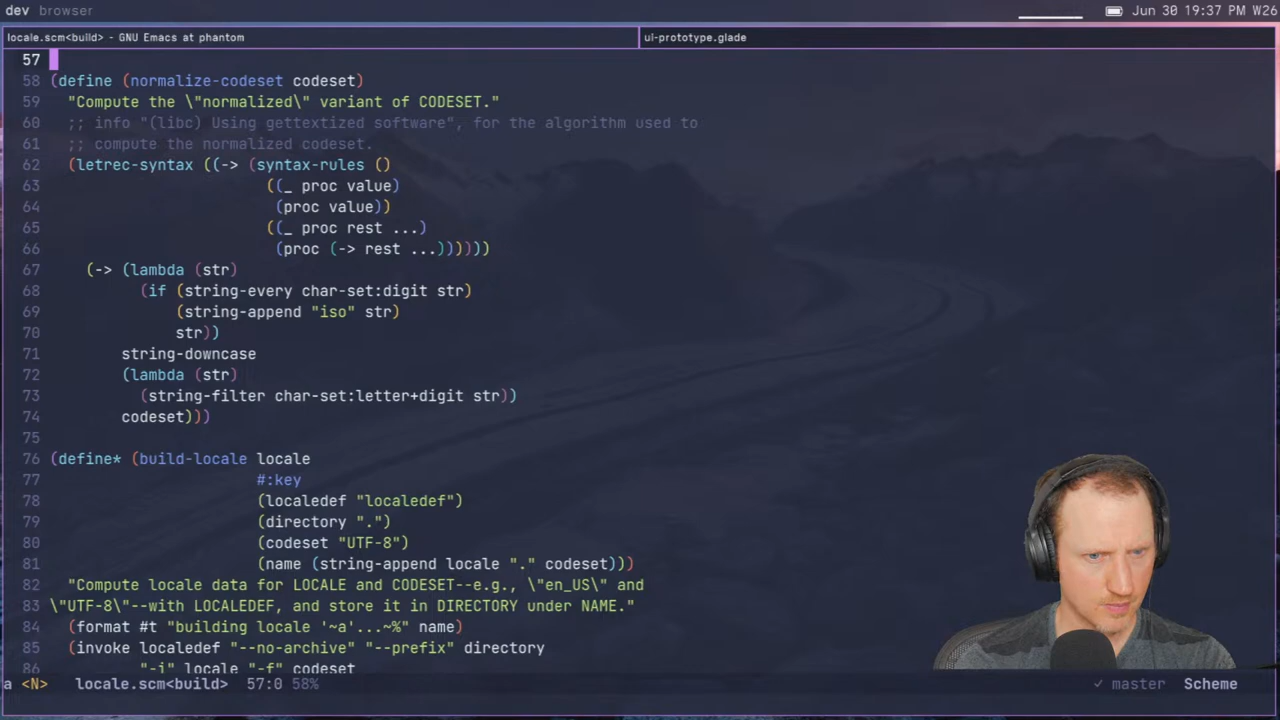 dev browser
Jun 30 19:37 PM W26
locale.scm<build> - GNU Emacs at phantom
ui-prototype.glade
57
58 (define (normalize-codeset codeset)
59 "Compute the \"normalized\" variant of CODESET."
60 ;; info "(libc) Using gettextized software", for the algorithm used to
61 ;; compute the normalized codeset.
62 (letrec-syntax ((-> (syntax-rules ()
63 ((_ proc value)
64 (proc value))
65 ((_ proc rest ...)
66 (proc (-> rest ...))))))
67 (-> (lambda (str)
68 (if (string-every char-set:digit str)
69 (string-append "iso" str)
70 str))
71 string-downcase
72 (lambda (str)
73 (string-filter char-set:letter+digit str))
74 codeset)))
75
76 (define* (build-locale locale
77 #:key
78 (localedef "localedef")
79 (directory ".")
80 (codeset "UTF-8")
81 (name (string-append locale "." codeset)))
82 "Compute locale data for LOCALE and CODESET--e.g., \"en_US\" and
83 \"UTF-8\"--with LOCALEDEF, and store it in DIRECTORY under NAME."
84 (format #t "building locale '~a'...~%" name)
85 (invoke localedef "--no-archive" "--prefix" directory
86 "-i" locale "-f" codeset
a <N> locale.scm<build> 57:0 58% ✓ master Scheme